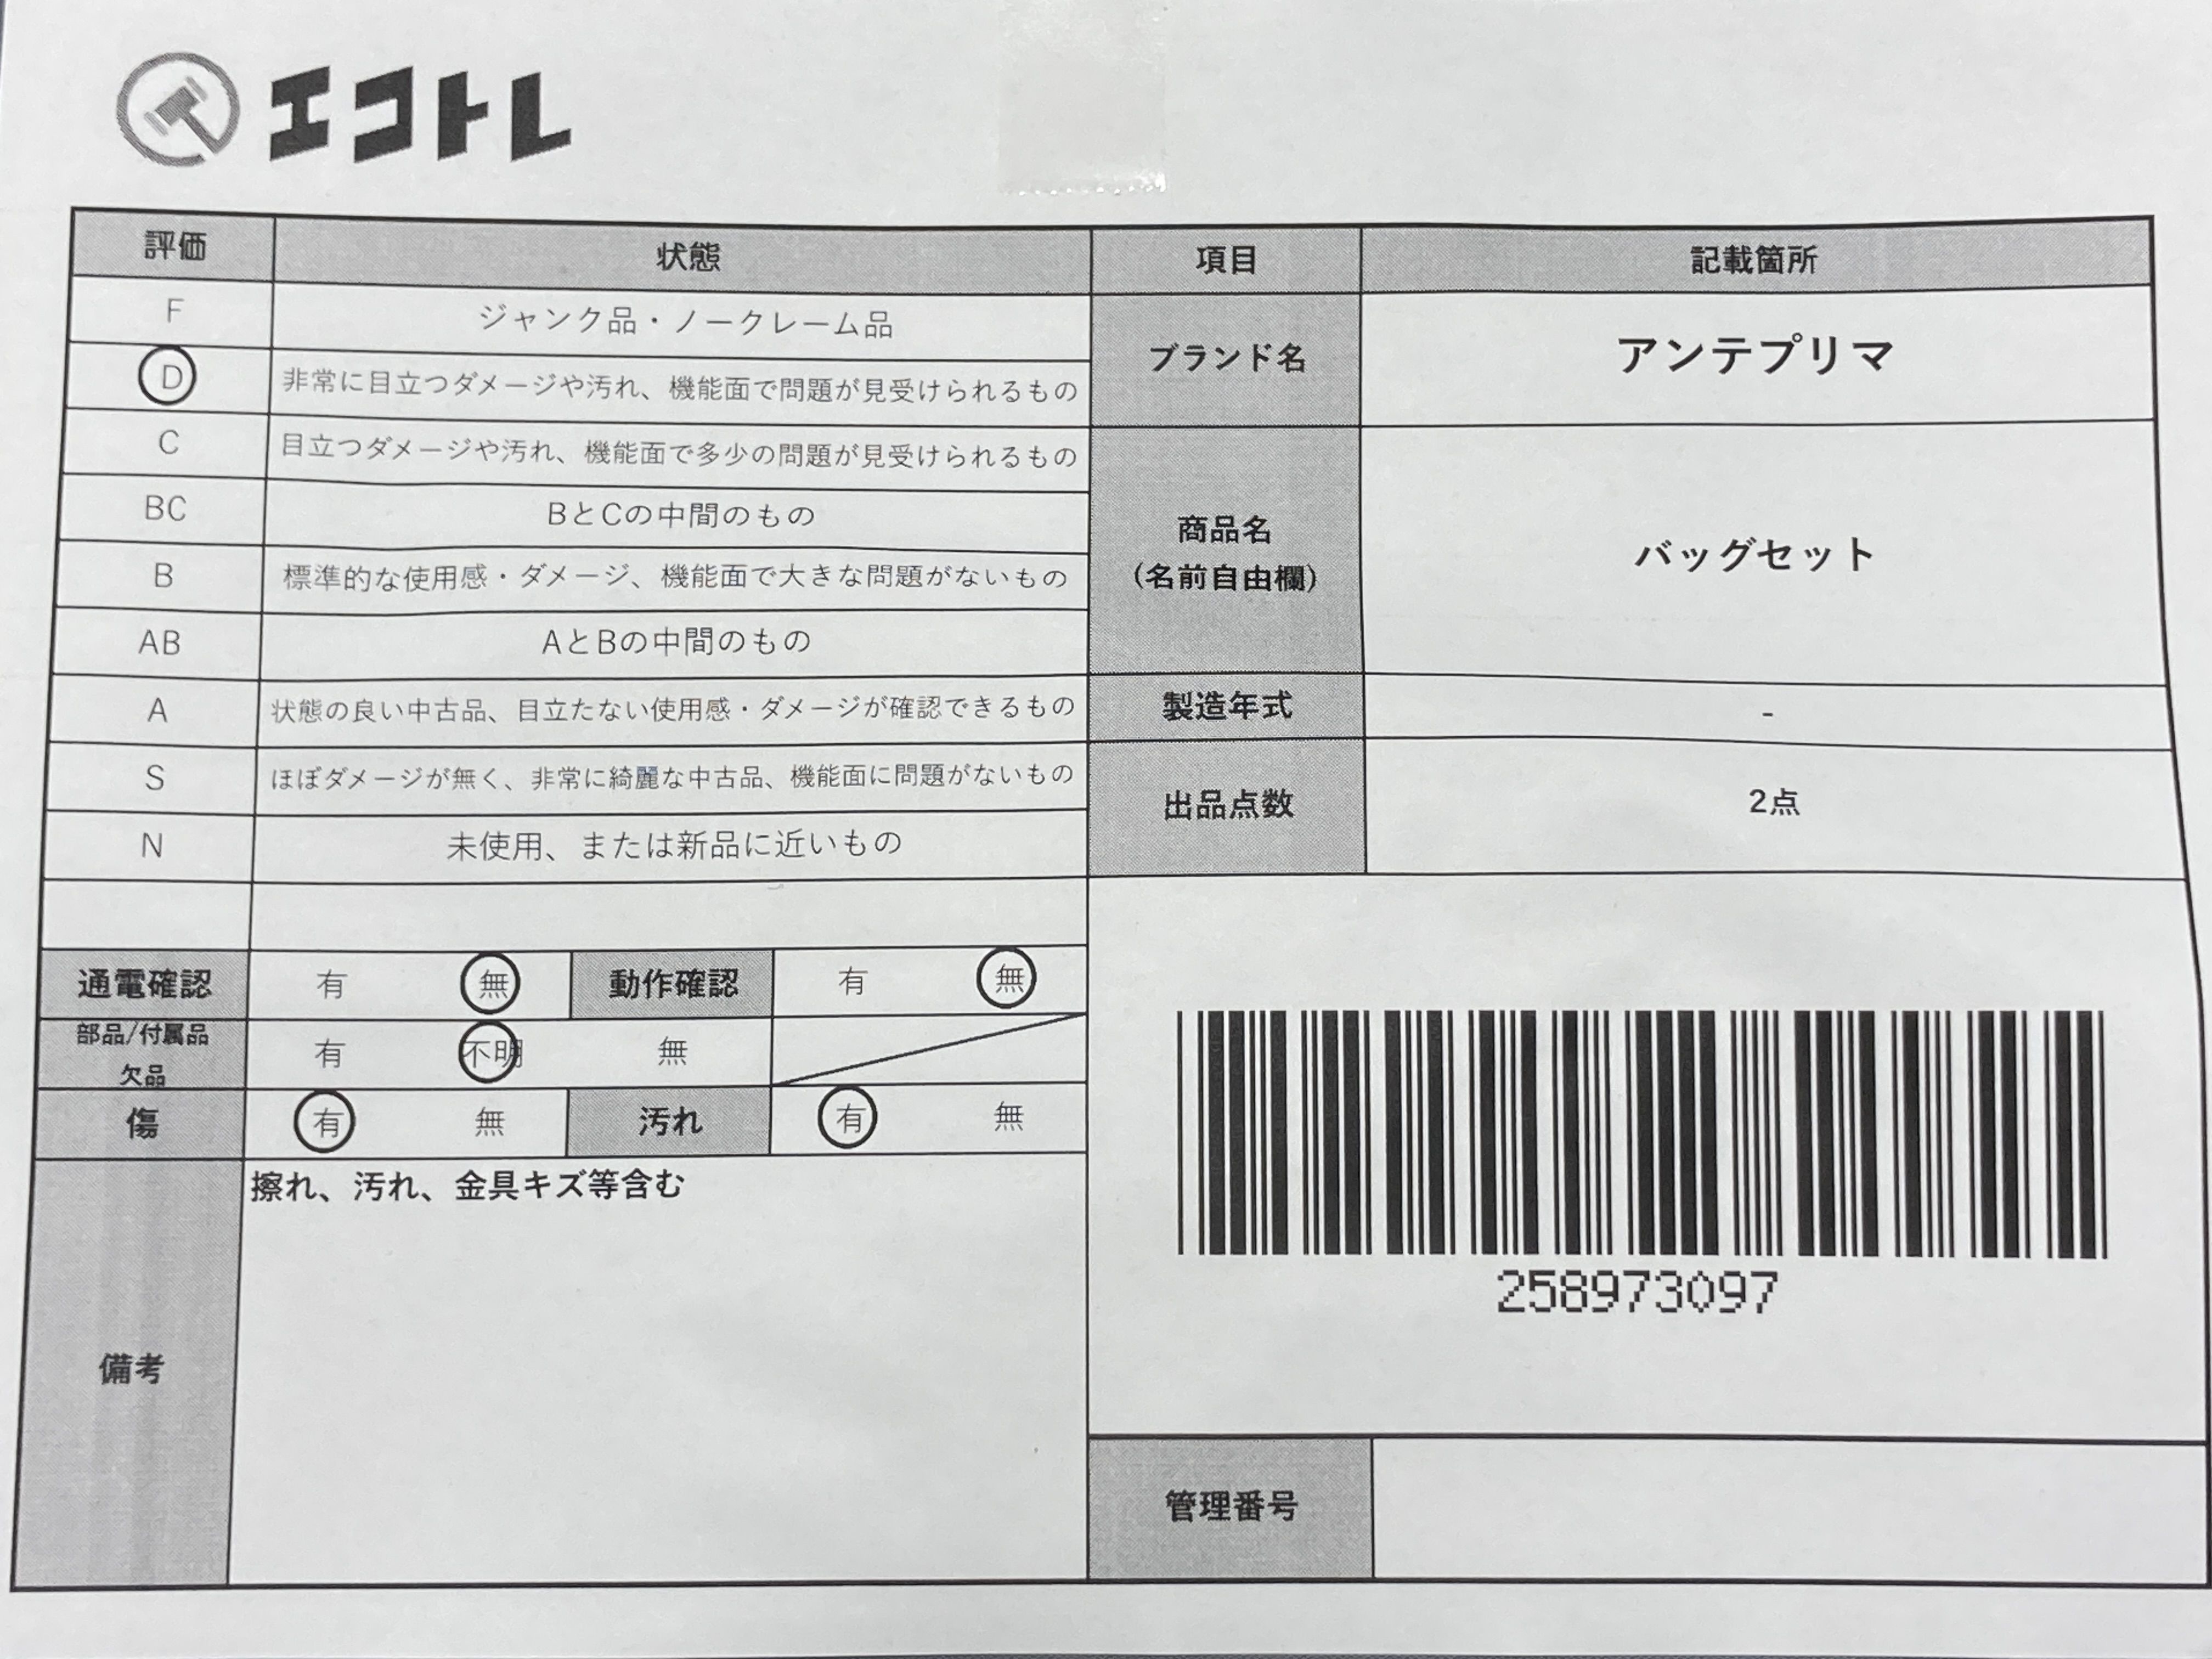 エコトレ
評価 状態
F ジャンク品・ノークレーム品
D 非常に目立つダメージや汚れ、機能面で問題が見受けられるもの
C 目立つダメージや汚れ、機能面で多少の問題が見受けられるもの
BC BとCの中間のもの
B 標準的な使用感・ダメージ、機能面で大きな問題がないもの
AB AとBの中間のもの
A 状態の良い中古品、目立たない使用感・ダメージが確認できるもの
S ほぼダメージが無く、非常に綺麗な中古品、機能面に問題がないもの
N 未使用、または新品に近いもの
通電確認 有 無 動作確認 有 無
部品/付属品
欠品 有 不明 無
傷 有 無 汚れ 有 無
備考 擦れ、汚れ、金具キズ等含む
項目 記載箇所
ブランド名 アンテプリマ
商品名
(名前自由欄) バッグセット
製造年式 -
出品点数 2点
258973097
管理番号